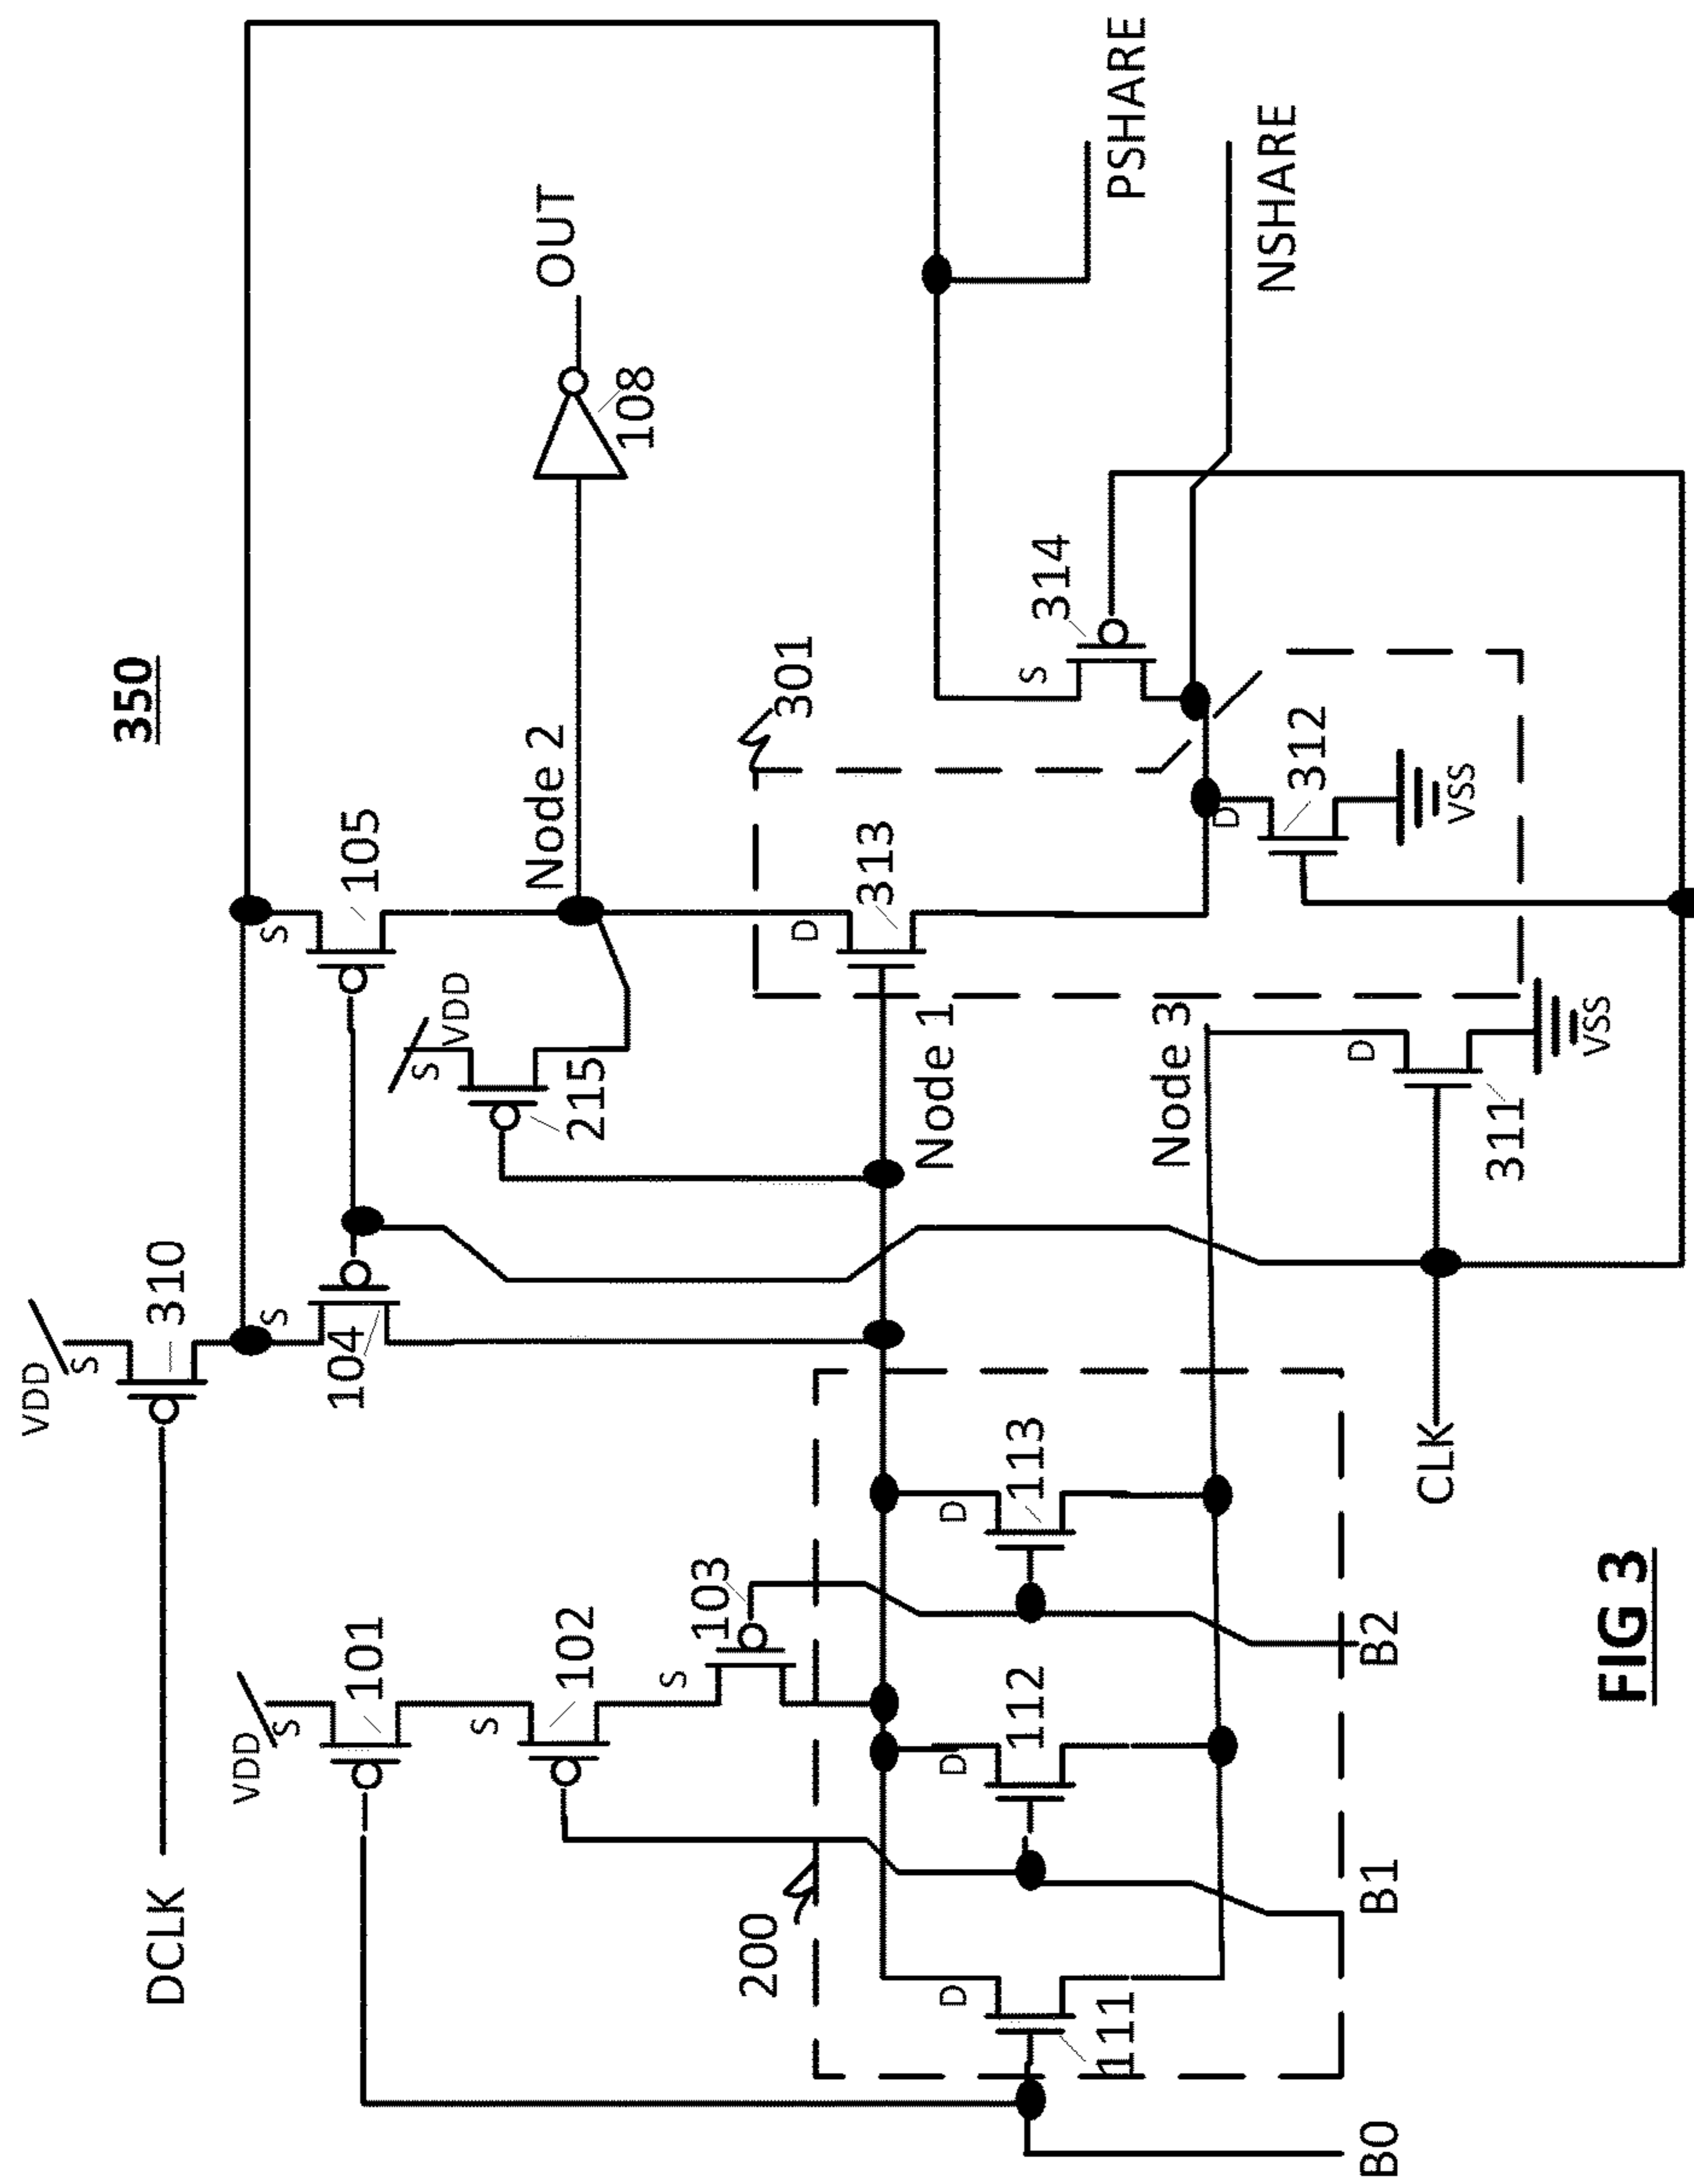 350
VDD
S
310
DCLK
S
104
S
105
VDD
S
101
S
102
S
103
VDD
S
215
Node 2
OUT
108
200
D
111
D
112
D
113
Node 1
D
313
301
S
314
PSHARE
NSHARE
Node 3
D
312
VSS
D
311
VSS
CLK
B0
B1
B2
FIG 3